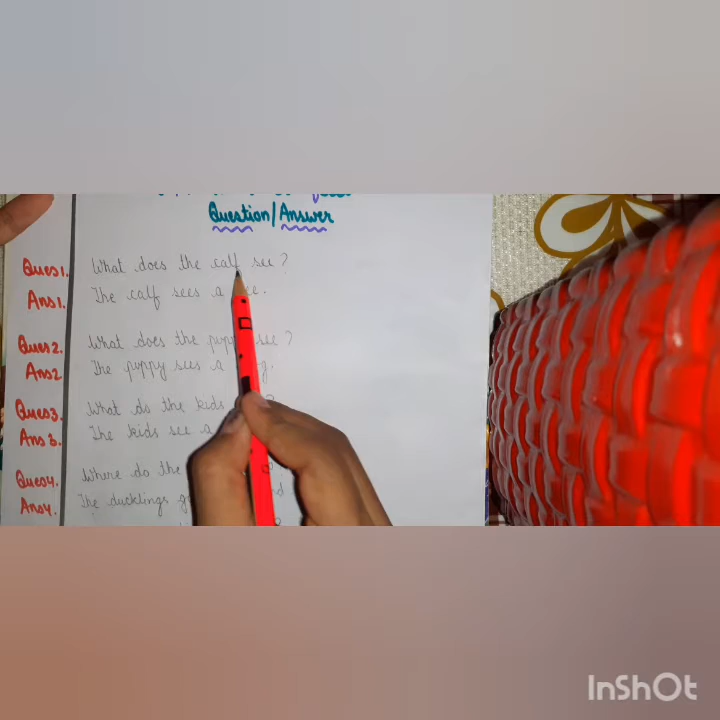 Question/Answer
Ques1. What does the calf see?
Ans1. The calf sees a
Ques2. What does the puppy see?
Ans2 The puppy sees a
Ques3. What do the kids ?
Ans3. The kids see a
Ques4. Where do the
Ans4. The ducklings
InShOt